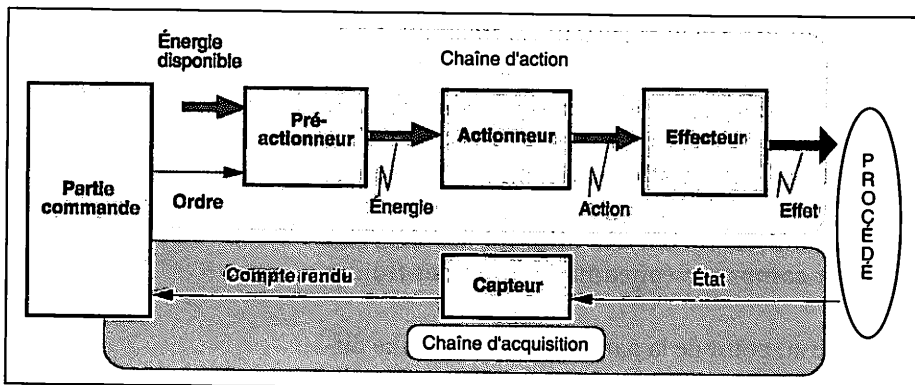 Énergie
disponible
Chaîne d'action
Pré-
actionneur
Actionneur
Effecteur
Partie
commande
Ordre
Énergie
Action
Effet
PROCÉDÉ
Compte rendu
Capteur
État
Chaîne d'acquisition